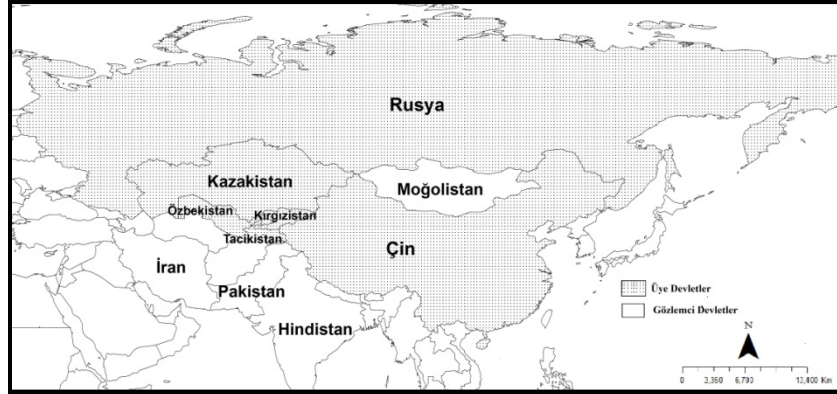 Rusya
Kazakistan
Moğolistan
Özbekistan
Kırgızistan
Tacikistan
Çin
İran
Pakistan
Hindistan
Üye Devletler
Gözlemci Devletler
N
0 3,350 6,700 13,400 Km